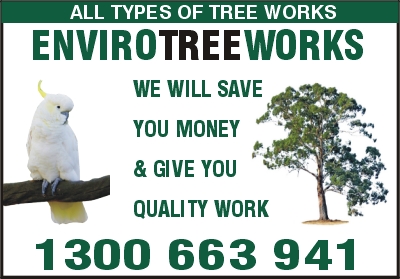 ALL TYPES OF TREE WORKS
ENVIROTREEWORKS
WE WILL SAVE
YOU MONEY
& GIVE YOU
QUALITY WORK
1300 663 941